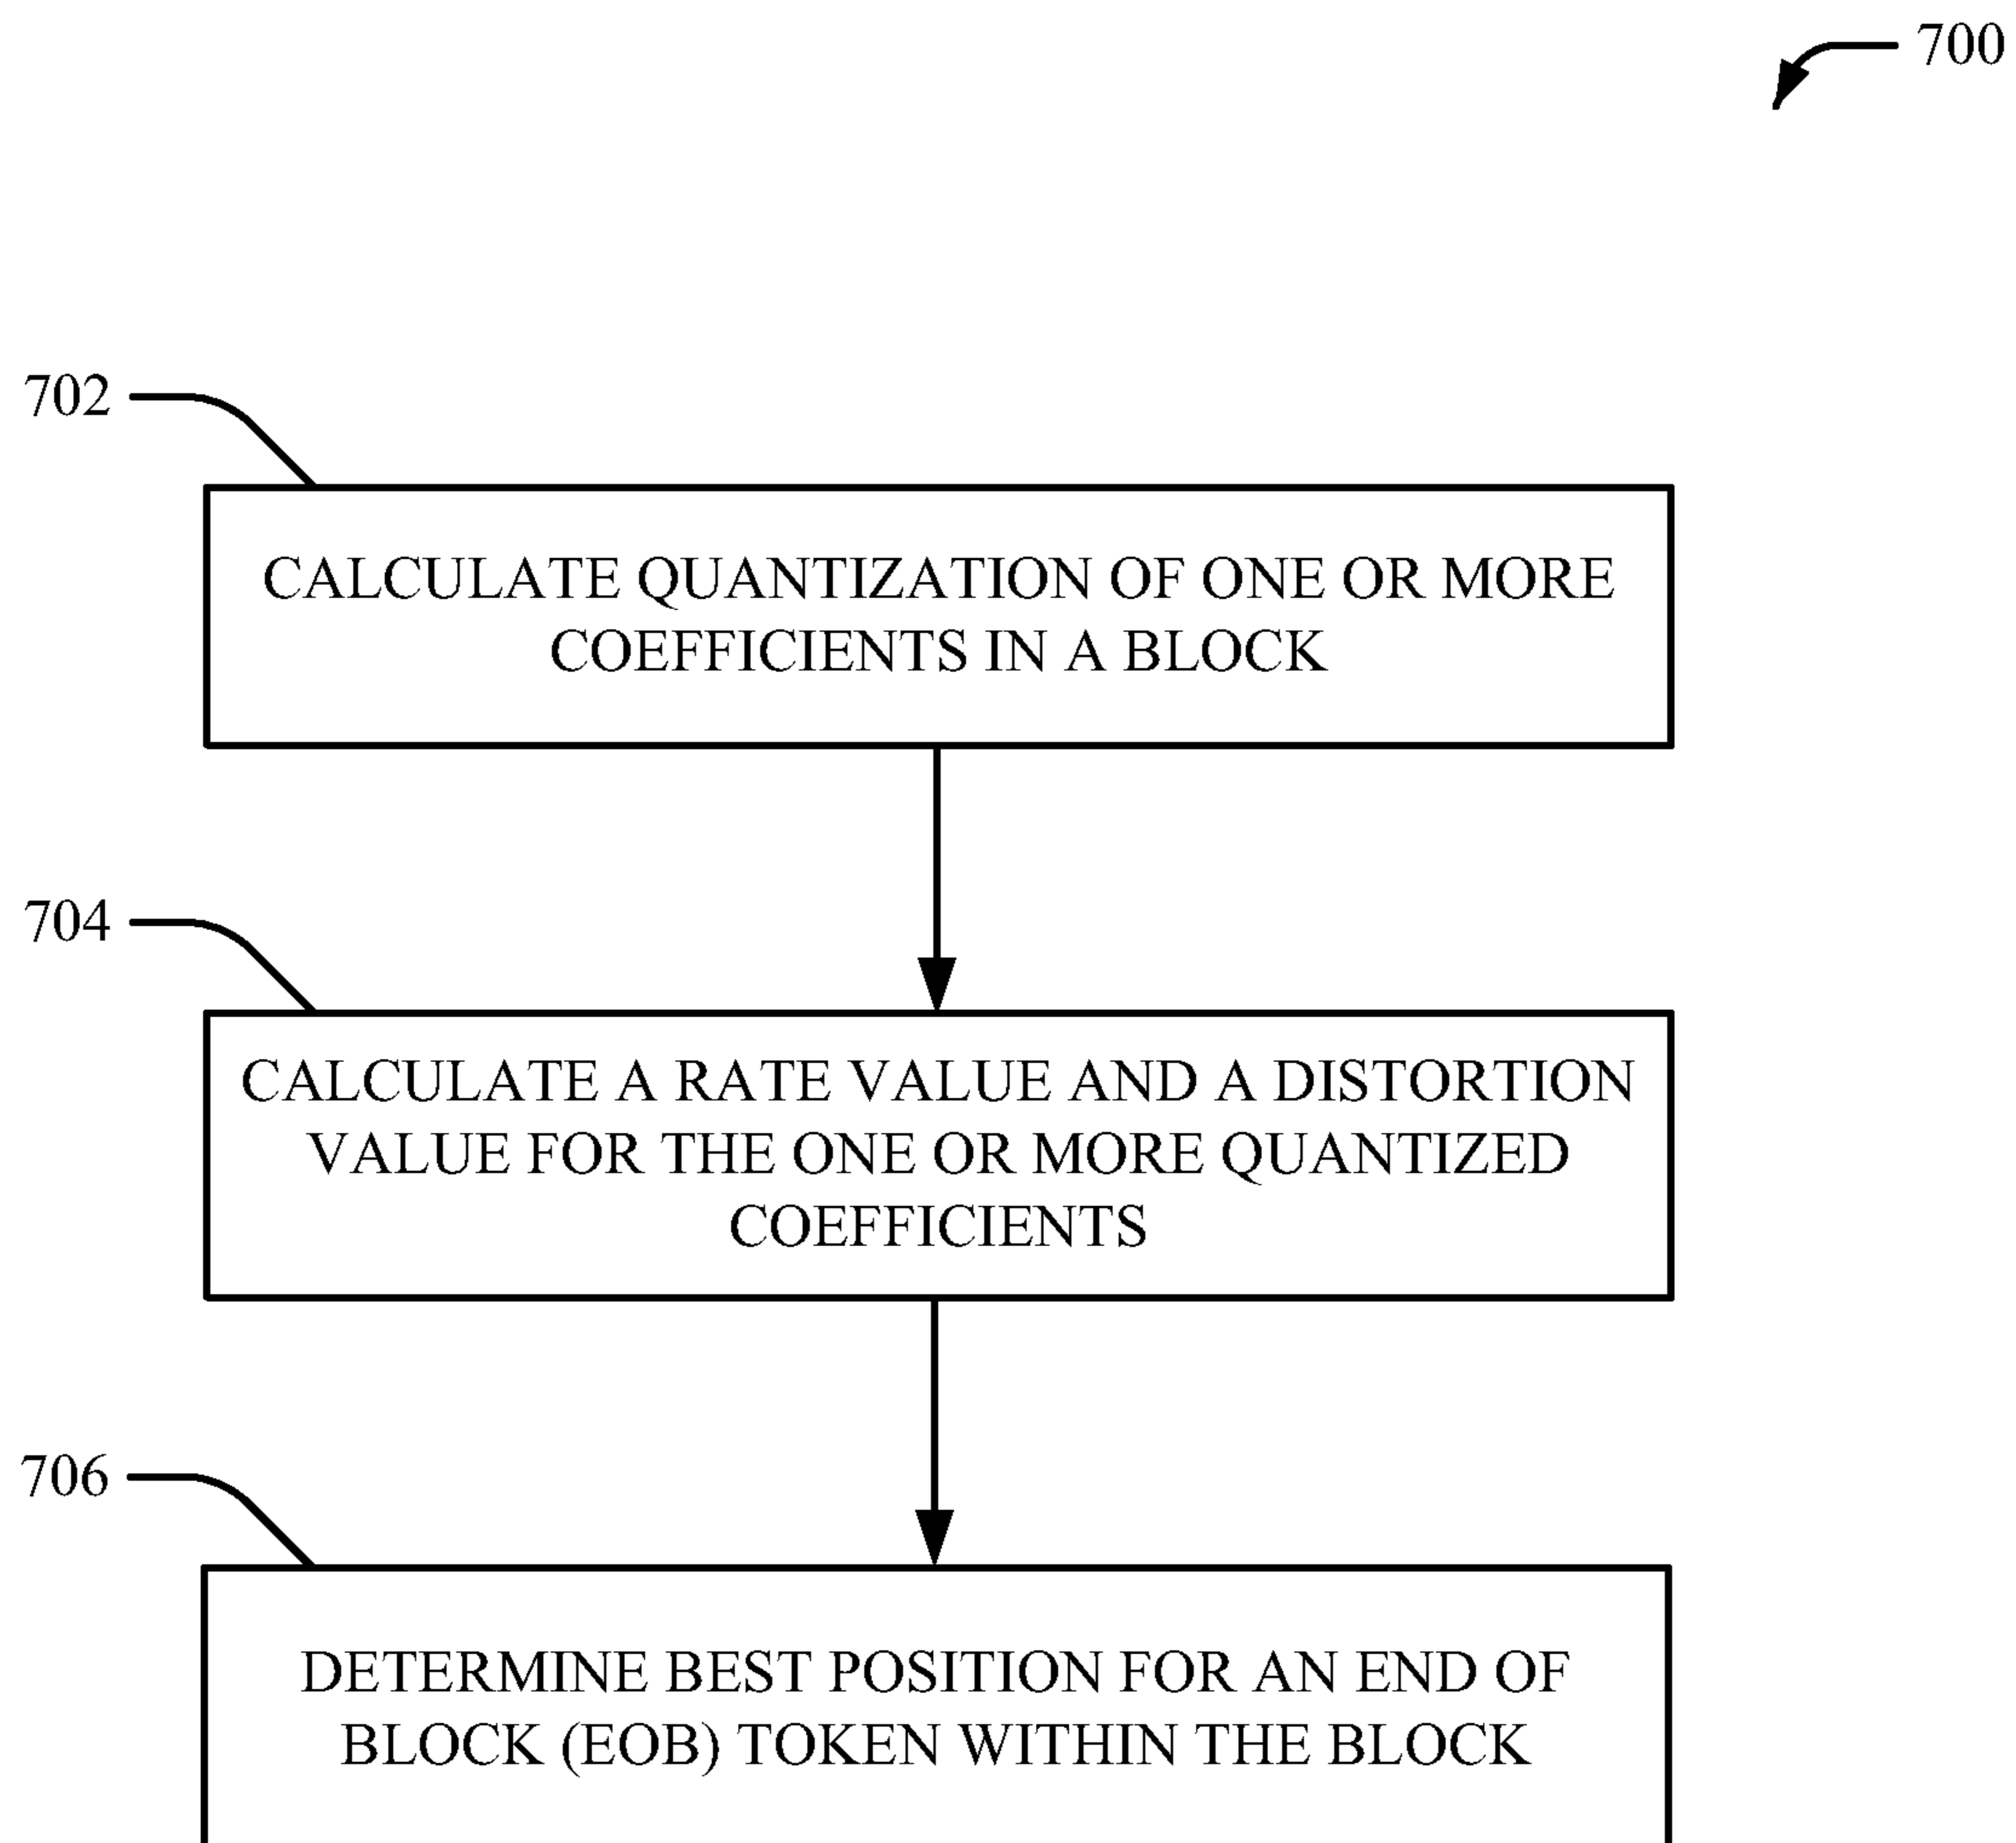 700
702
CALCULATE QUANTIZATION OF ONE OR MORE
COEFFICIENTS IN A BLOCK
704
CALCULATE A RATE VALUE AND A DISTORTION
VALUE FOR THE ONE OR MORE QUANTIZED
COEFFICIENTS
706
DETERMINE BEST POSITION FOR AN END OF
BLOCK (EOB) TOKEN WITHIN THE BLOCK